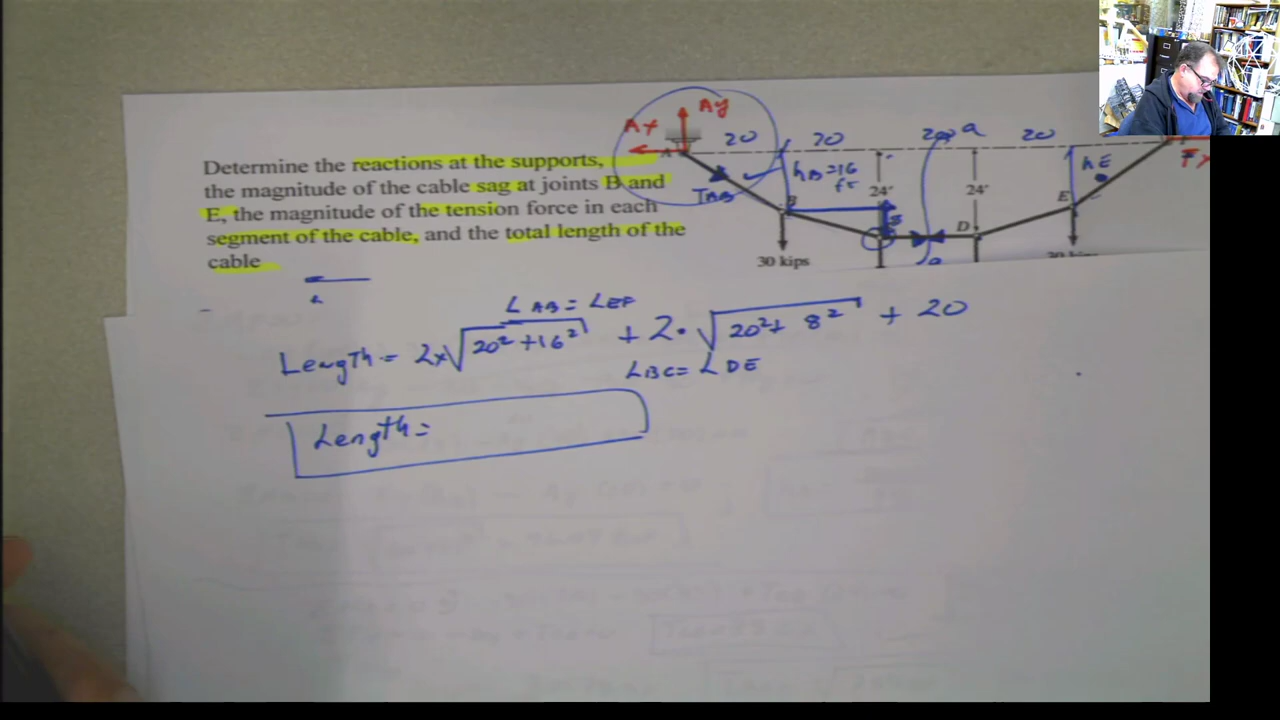 Ay
Ax
20 20 20 a 20
A
Fx
Determine the reactions at the supports,
the magnitude of the cable sag at joints B and
E, the magnitude of the tension force in each
segment of the cable, and the total length of the
cable
TAB
hB=16
ft
24'
24'
hE
B
8
D
E
a
30 kips
LAB = LEF
Length = 2x√20²+16² + 2·√20²+8² + 20
LBC = LDE
Length =